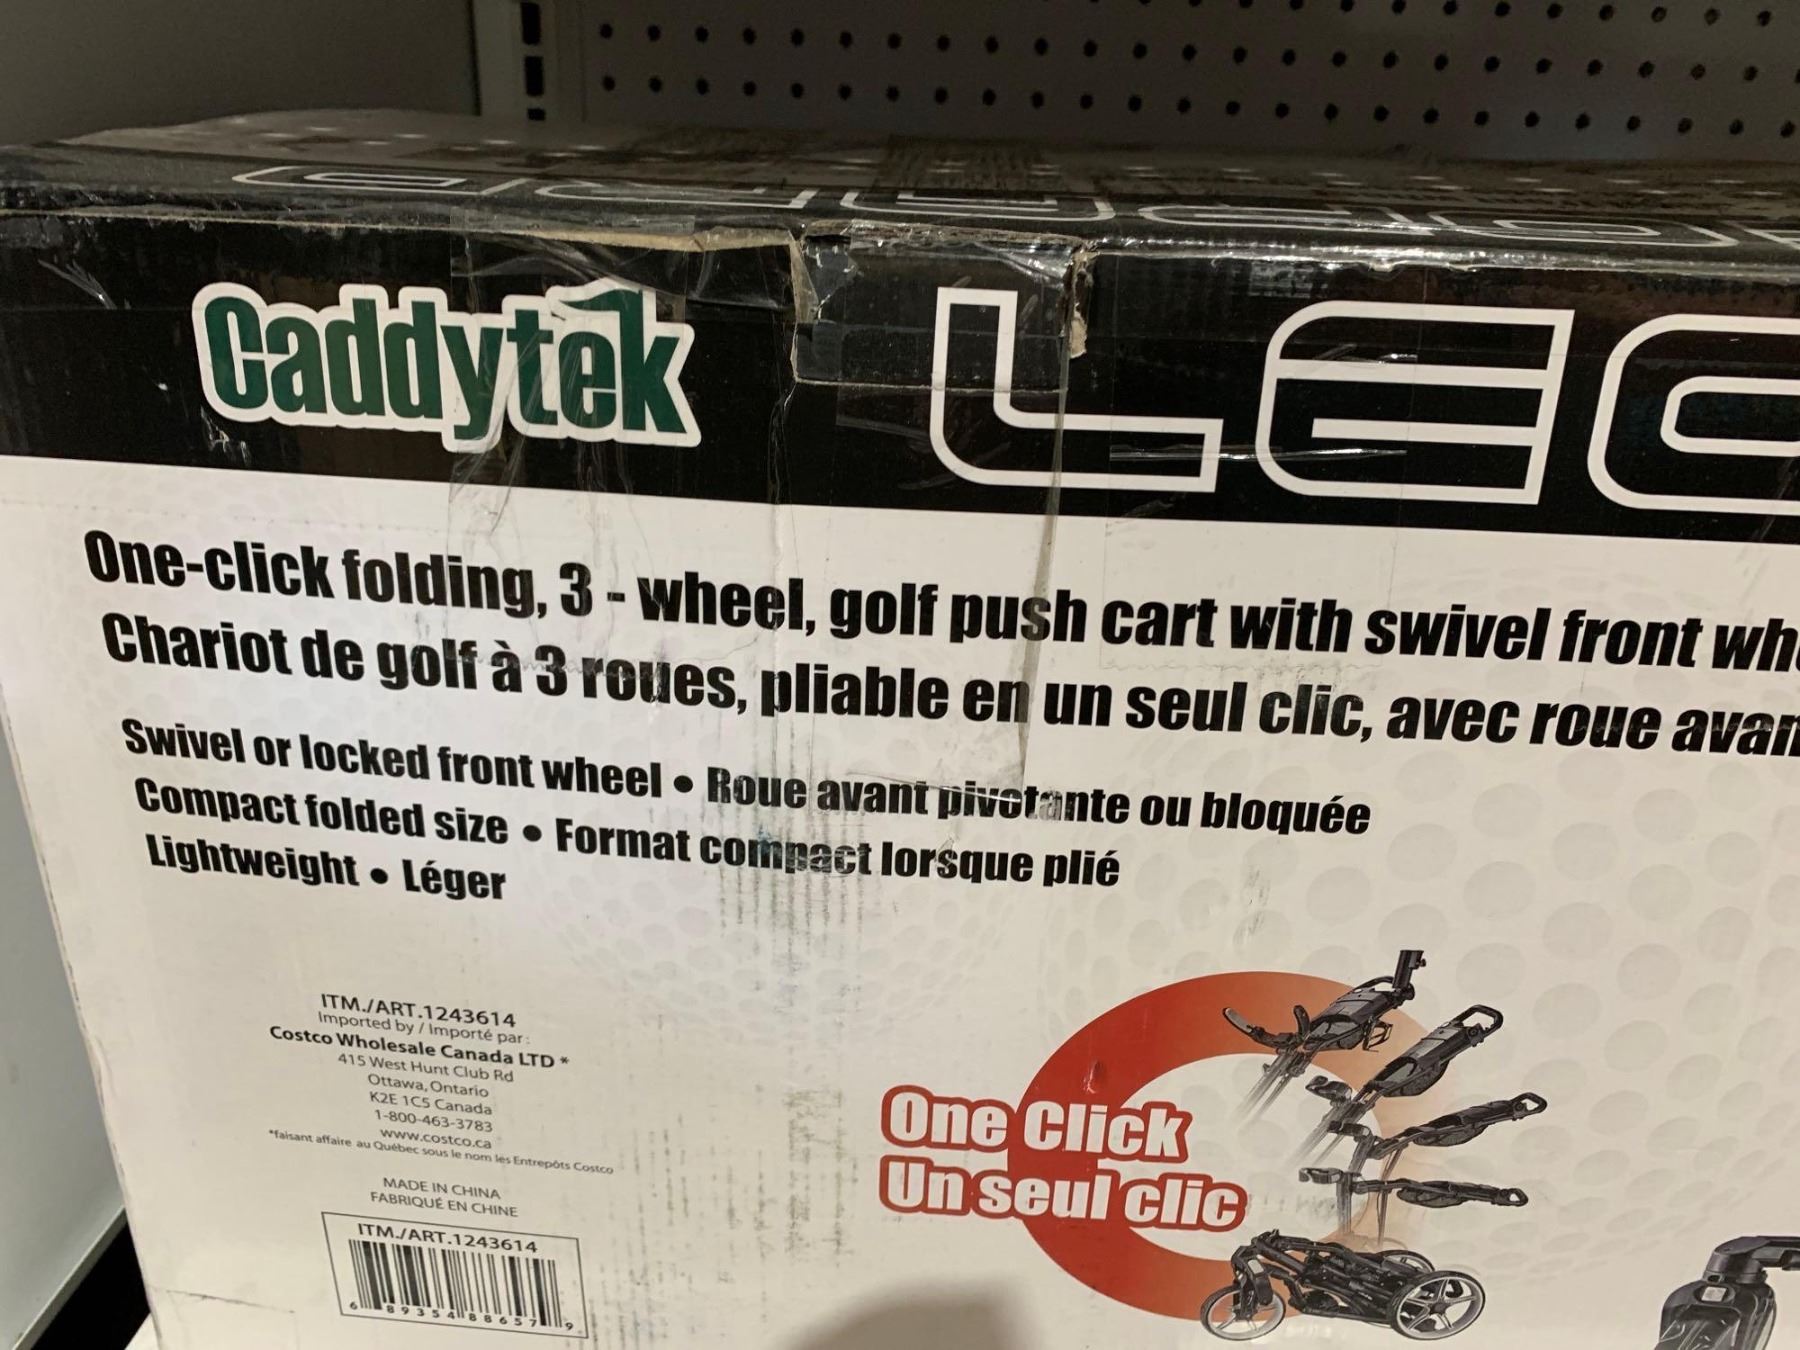 Caddytek
One-click folding, 3 - wheel, golf push cart with swivel front
Chariot de golf à 3 roues, pliable en un seul clic, avec roue
Swivel or locked front wheel • Roue avant pivotante ou bloquée
Compact folded size • Format compact lorsque plié
Lightweight • Léger
ITM./ART.1243614
Imported by / Importé par:
Costco Wholesale Canada LTD *
415 West Hunt Club Rd
Ottawa, Ontario
K2E 1C5 Canada
1-800-463-3783
www.costco.ca
*faisant affaire au Québec sous le nom les Entrepôts Costco
MADE IN CHINA
FABRIQUÉ EN CHINE
ITM./ART.1243614
6 89354 88657 9
One Click
Un seul clic